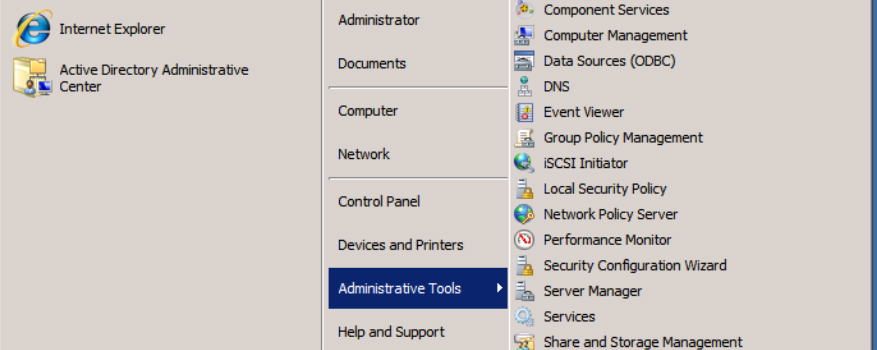 Internet Explorer
Active Directory Administrative
Center
Administrator
Documents
Computer
Network
Control Panel
Devices and Printers
Administrative Tools
Help and Support
Component Services
Computer Management
Data Sources (ODBC)
DNS
Event Viewer
Group Policy Management
iSCSI Initiator
Local Security Policy
Network Policy Server
Performance Monitor
Security Configuration Wizard
Server Manager
Services
Share and Storage Management